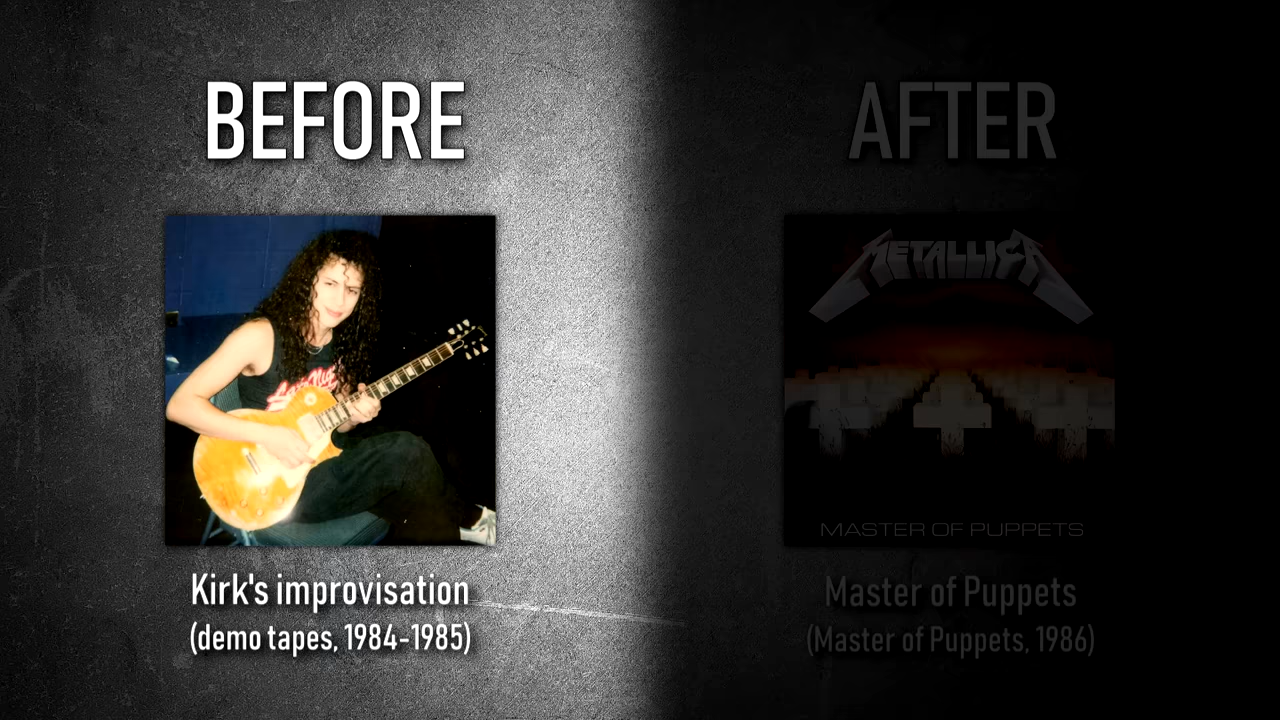 BEFORE
Kirk's improvisation
(demo tapes, 1984-1985)
AFTER
METALLICA
MASTER OF PUPPETS
Master of Puppets
(Master of Puppets, 1986)